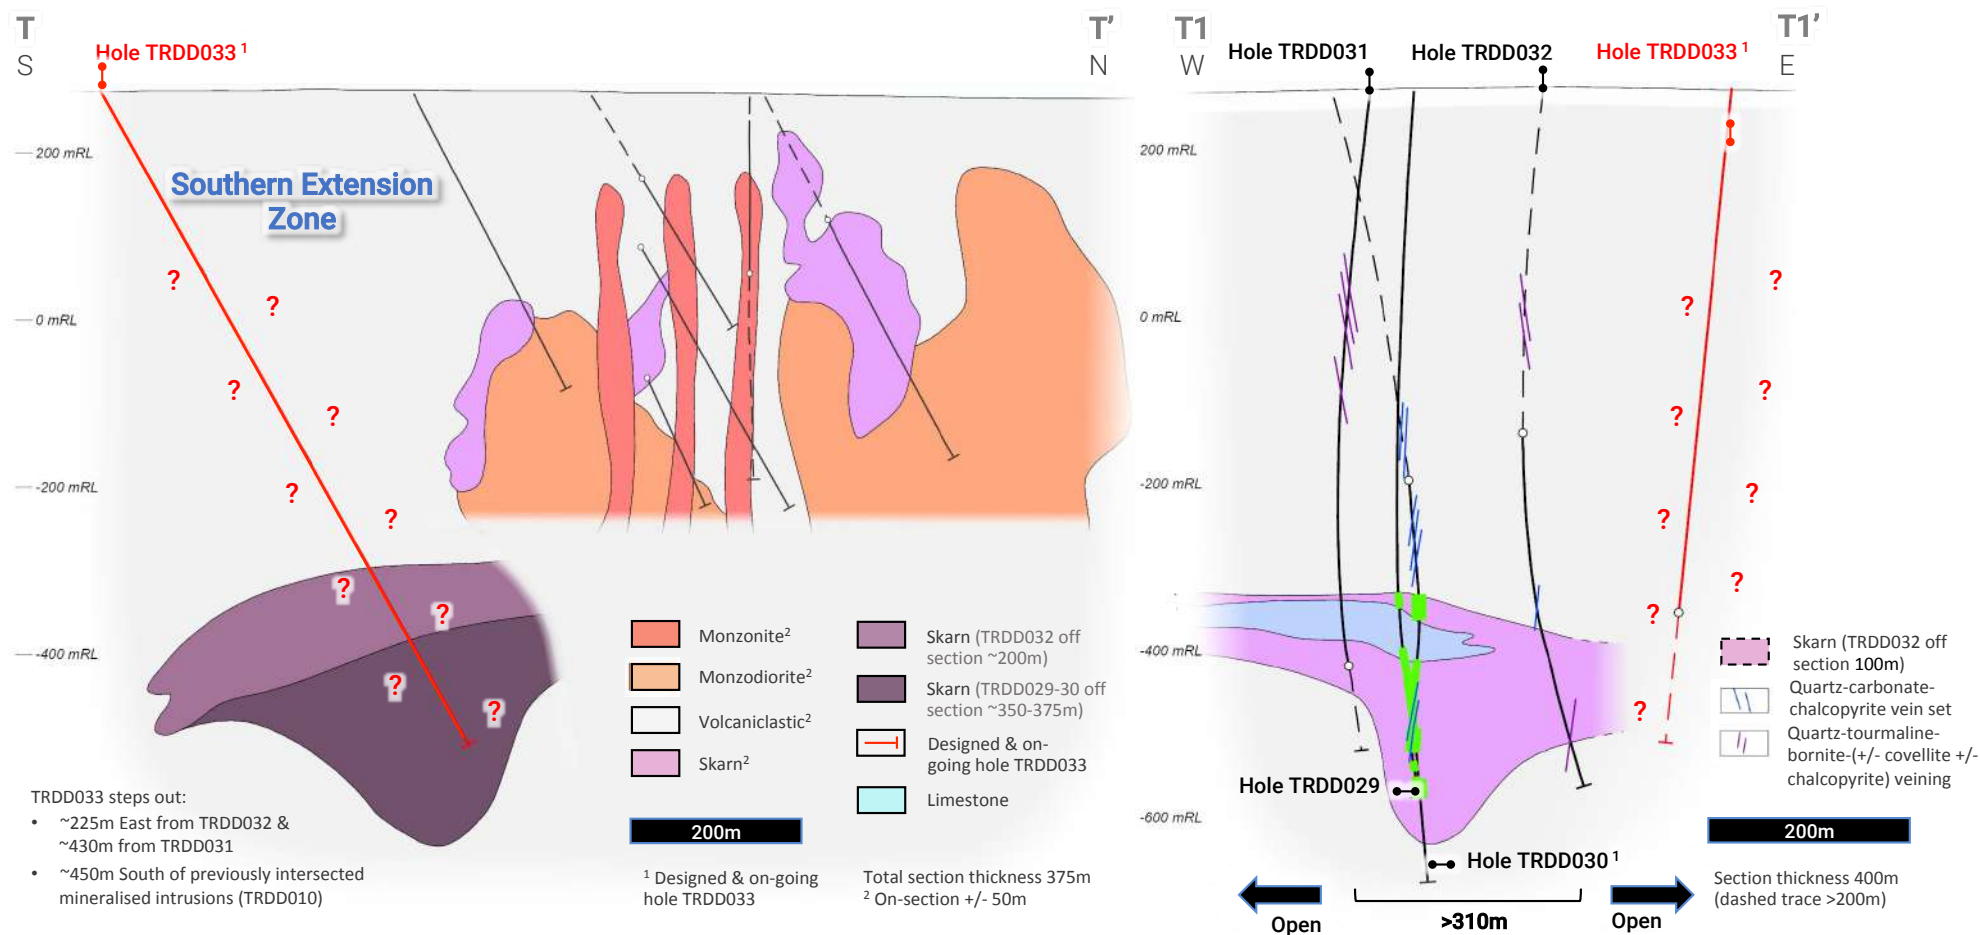 T
S
Hole TRDD033 ¹
T'
N
T1
W
Hole TRDD031
Hole TRDD032
Hole TRDD033 ¹
T1'
E
200 mRL
0 mRL
-200 mRL
-400 mRL
Southern Extension
Zone
?
?
?
?
?
?
?
?
?
?
200 mRL
0 mRL
-200 mRL
-400 mRL
-600 mRL
?
?
?
?
?
?
?
?
?
Hole TRDD029
Hole TRDD030 ¹
Open
>310m
Open
Monzonite²
Monzodiorite²
Volcaniclastic²
Skarn²
Skarn (TRDD032 off
section ~200m)
Skarn (TRDD029-30 off
section ~350-375m)
Designed & on-
going hole TRDD033
Limestone
200m
¹ Designed & on-going
hole TRDD033
Total section thickness 375m
² On-section +/- 50m
TRDD033 steps out:
• ~225m East from TRDD032 &
~430m from TRDD031
• ~450m South of previously intersected
mineralised intrusions (TRDD010)
Skarn (TRDD032 off
section 100m)
Quartz-carbonate-
chalcopyrite vein set
Quartz-tourmaline-
bornite-(+/- covellite +/-
chalcopyrite) veining
200m
Section thickness 400m
(dashed trace >200m)